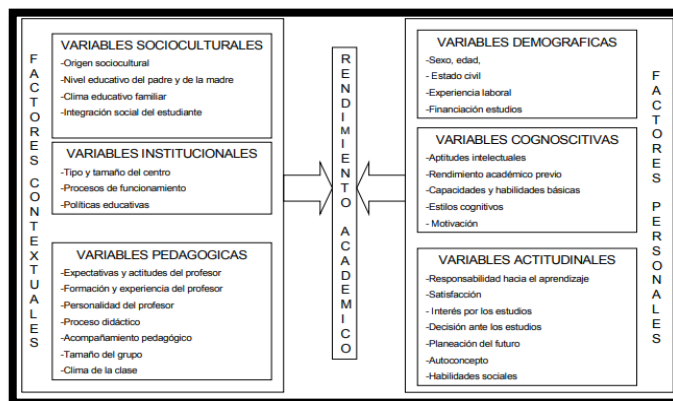 FACTORES CONTEXTUALES
VARIABLES SOCIOCULTURALES
-Origen sociocultural
-Nivel educativo del padre y de la madre
-Clima educativo familiar
-Integración social del estudiante
VARIABLES INSTITUCIONALES
-Tipo y tamaño del centro
-Procesos de funcionamiento
-Políticas educativas
VARIABLES PEDAGOGICAS
-Expectativas y actitudes del profesor
-Formación y experiencia del profesor
-Personalidad del profesor
-Proceso didáctico
-Acompañamiento pedagógico
-Tamaño del grupo
-Clima de la clase
RENDIMIENTO ACADEMICO
VARIABLES DEMOGRAFICAS
-Sexo, edad,
- Estado civil
-Experiencia laboral
-Financiación estudios
VARIABLES COGNOSCITIVAS
-Aptitudes intelectuales
-Rendimiento académico previo
-Capacidades y habilidades básicas
-Estilos cognitivos
- Motivación
VARIABLES ACTITUDINALES
-Responsabilidad hacia el aprendizaje
-Satisfacción
- Interés por los estudios
-Decisión ante los estudios
-Planeación del futuro
-Autoconcepto
-Habilidades sociales
FACTORES PERSONALES